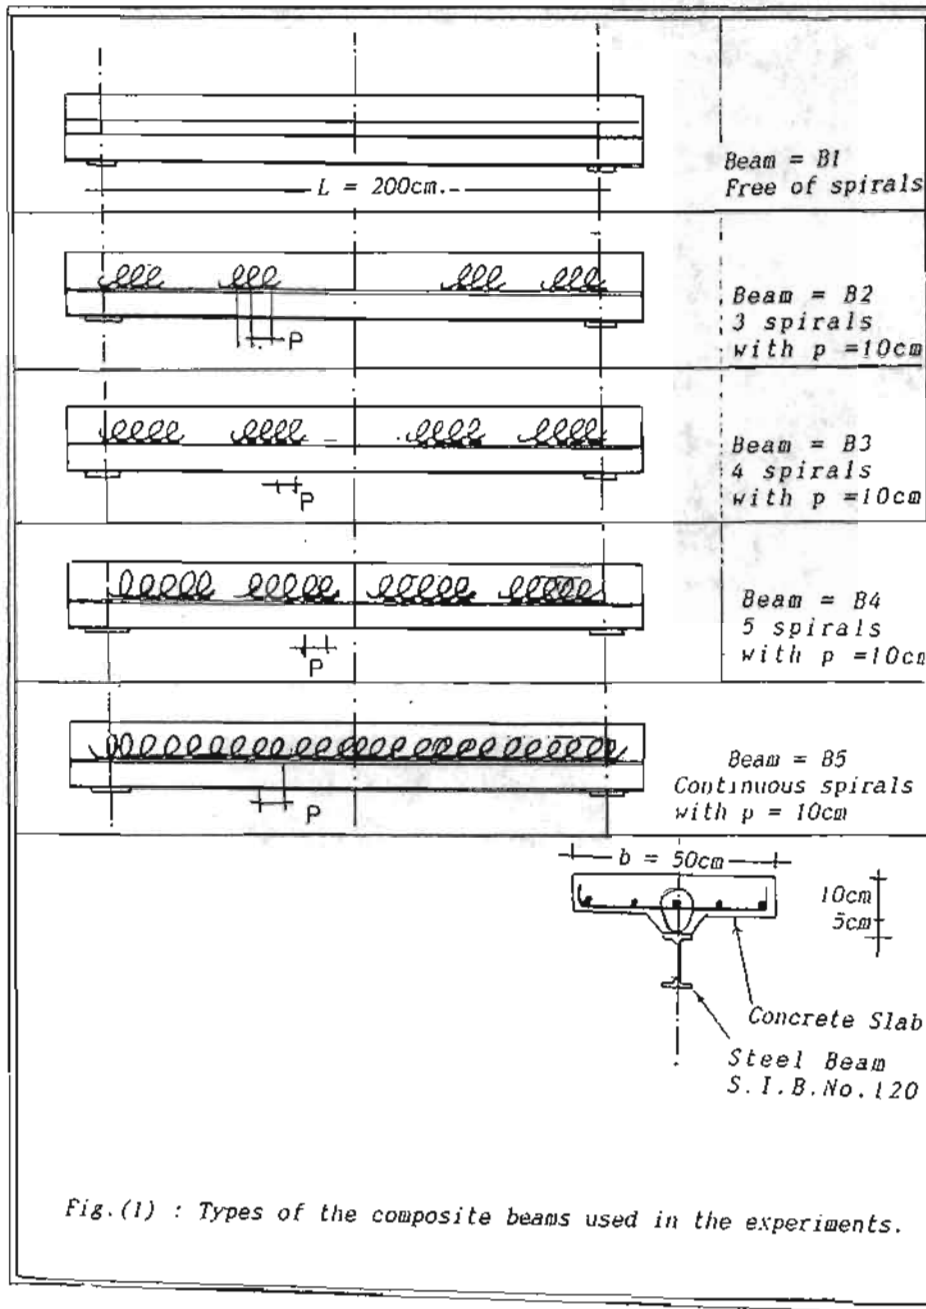 Beam = B1
Free of spirals
L = 200cm.
Beam = B2
3 spirals
with p =10cm
P
Beam = B3
4 spirals
with p =10cm
P
Beam = B4
5 spirals
with p =10cm
P
Beam = B5
Continuous spirals
with p = 10cm
P
b = 50cm
10cm
5cm
Concrete Slab
Steel Beam
S.I.B.No.120
Fig.(1) : Types of the composite beams used in the experiments.